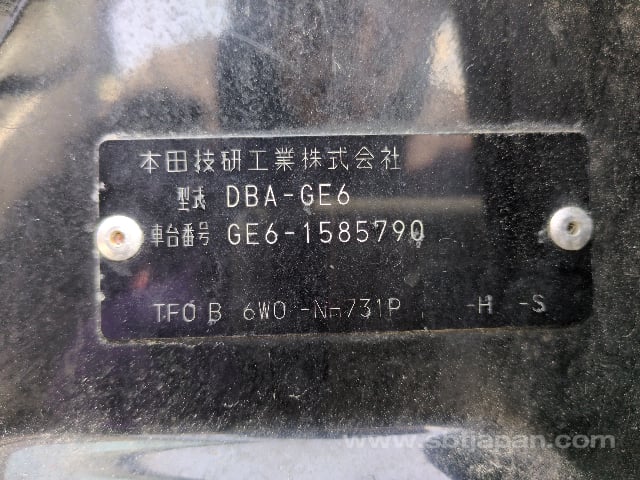 本田技研工業株式会社
型式 DBA-GE6
車台番号 GE6-1585790
TF0 B 6W0 -NH731P -H -S
www.sbtjapan.com